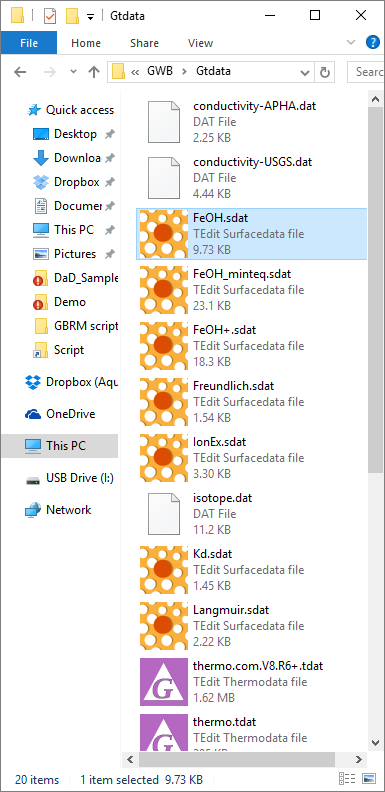 Gtdata
File
Home
Share
View
GWB
Gtdata
Searc
Quick access
Desktop
Downloa
Dropbox
Documer
This PC
Pictures
DaD_Sample
Demo
GBRM script
Script
Dropbox (Aqu
OneDrive
This PC
USB Drive (I:)
Network
conductivity-APHA.dat
DAT File
2.25 KB
conductivity-USGS.dat
DAT File
4.44 KB
FeOH.sdat
TEdit Surfacedata file
9.73 KB
FeOH_minteq.sdat
TEdit Surfacedata file
23.1 KB
FeOH+.sdat
TEdit Surfacedata file
18.3 KB
Freundlich.sdat
TEdit Surfacedata file
1.54 KB
IonEx.sdat
TEdit Surfacedata file
3.30 KB
isotope.dat
DAT File
11.2 KB
Kd.sdat
TEdit Surfacedata file
1.45 KB
Langmuir.sdat
TEdit Surfacedata file
2.22 KB
G
thermo.com.V8.R6+.tdat
TEdit Thermodata file
1.62 MB
G
thermo.tdat
TEdit Thermodata file
20 items
1 item selected 9.73 KB